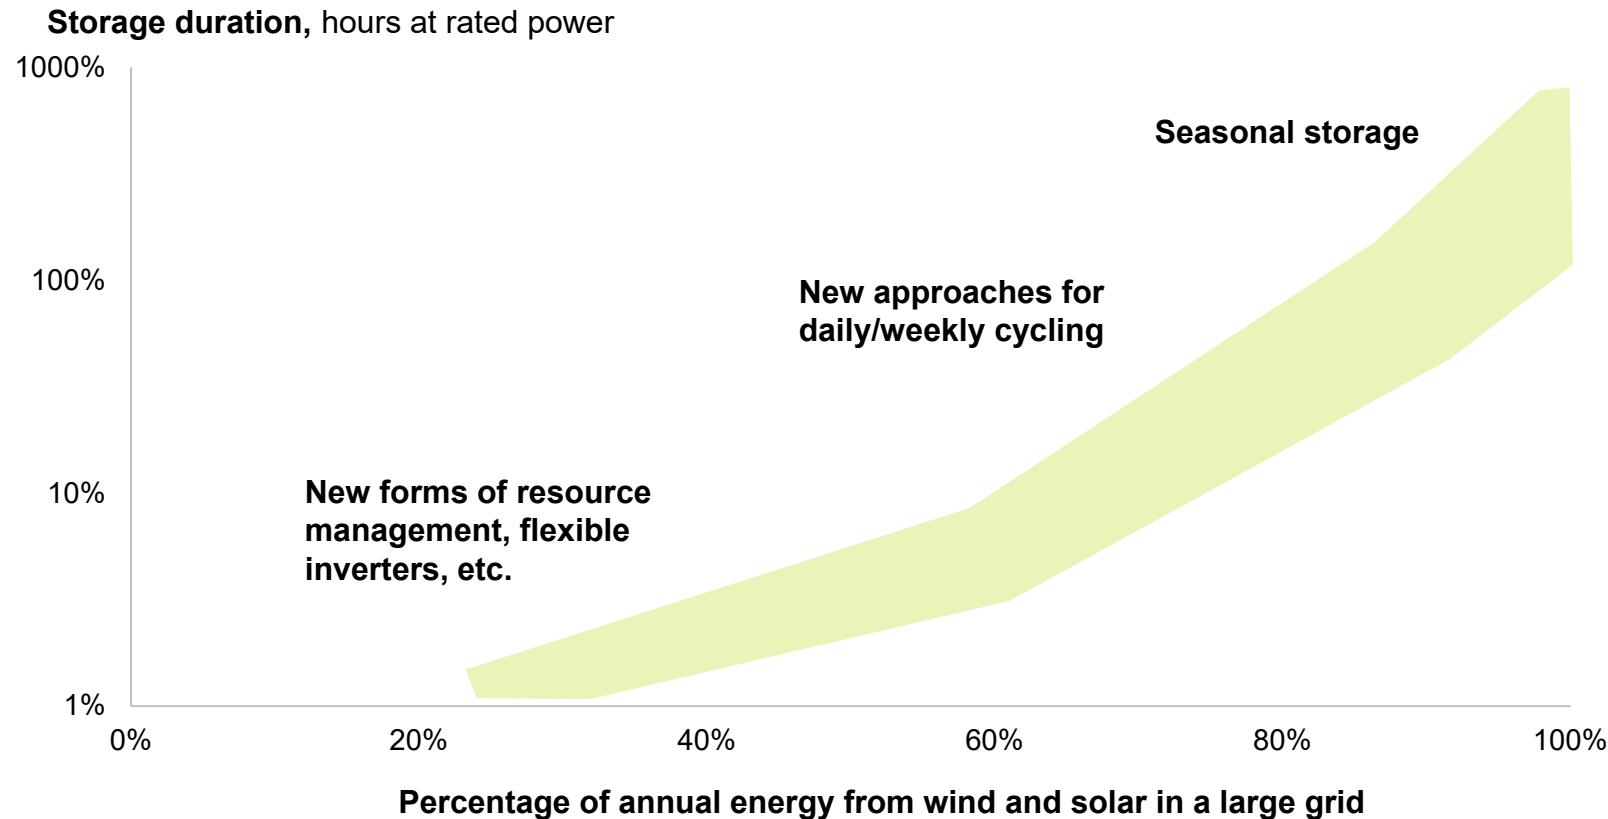 Storage duration, hours at rated power
1000%
Seasonal storage
100%
New approaches for
daily/weekly cycling
10%
New forms of resource
management, flexible
inverters, etc.
1%
0%
20%
40%
60%
80%
100%
Percentage of annual energy from wind and solar in a large grid